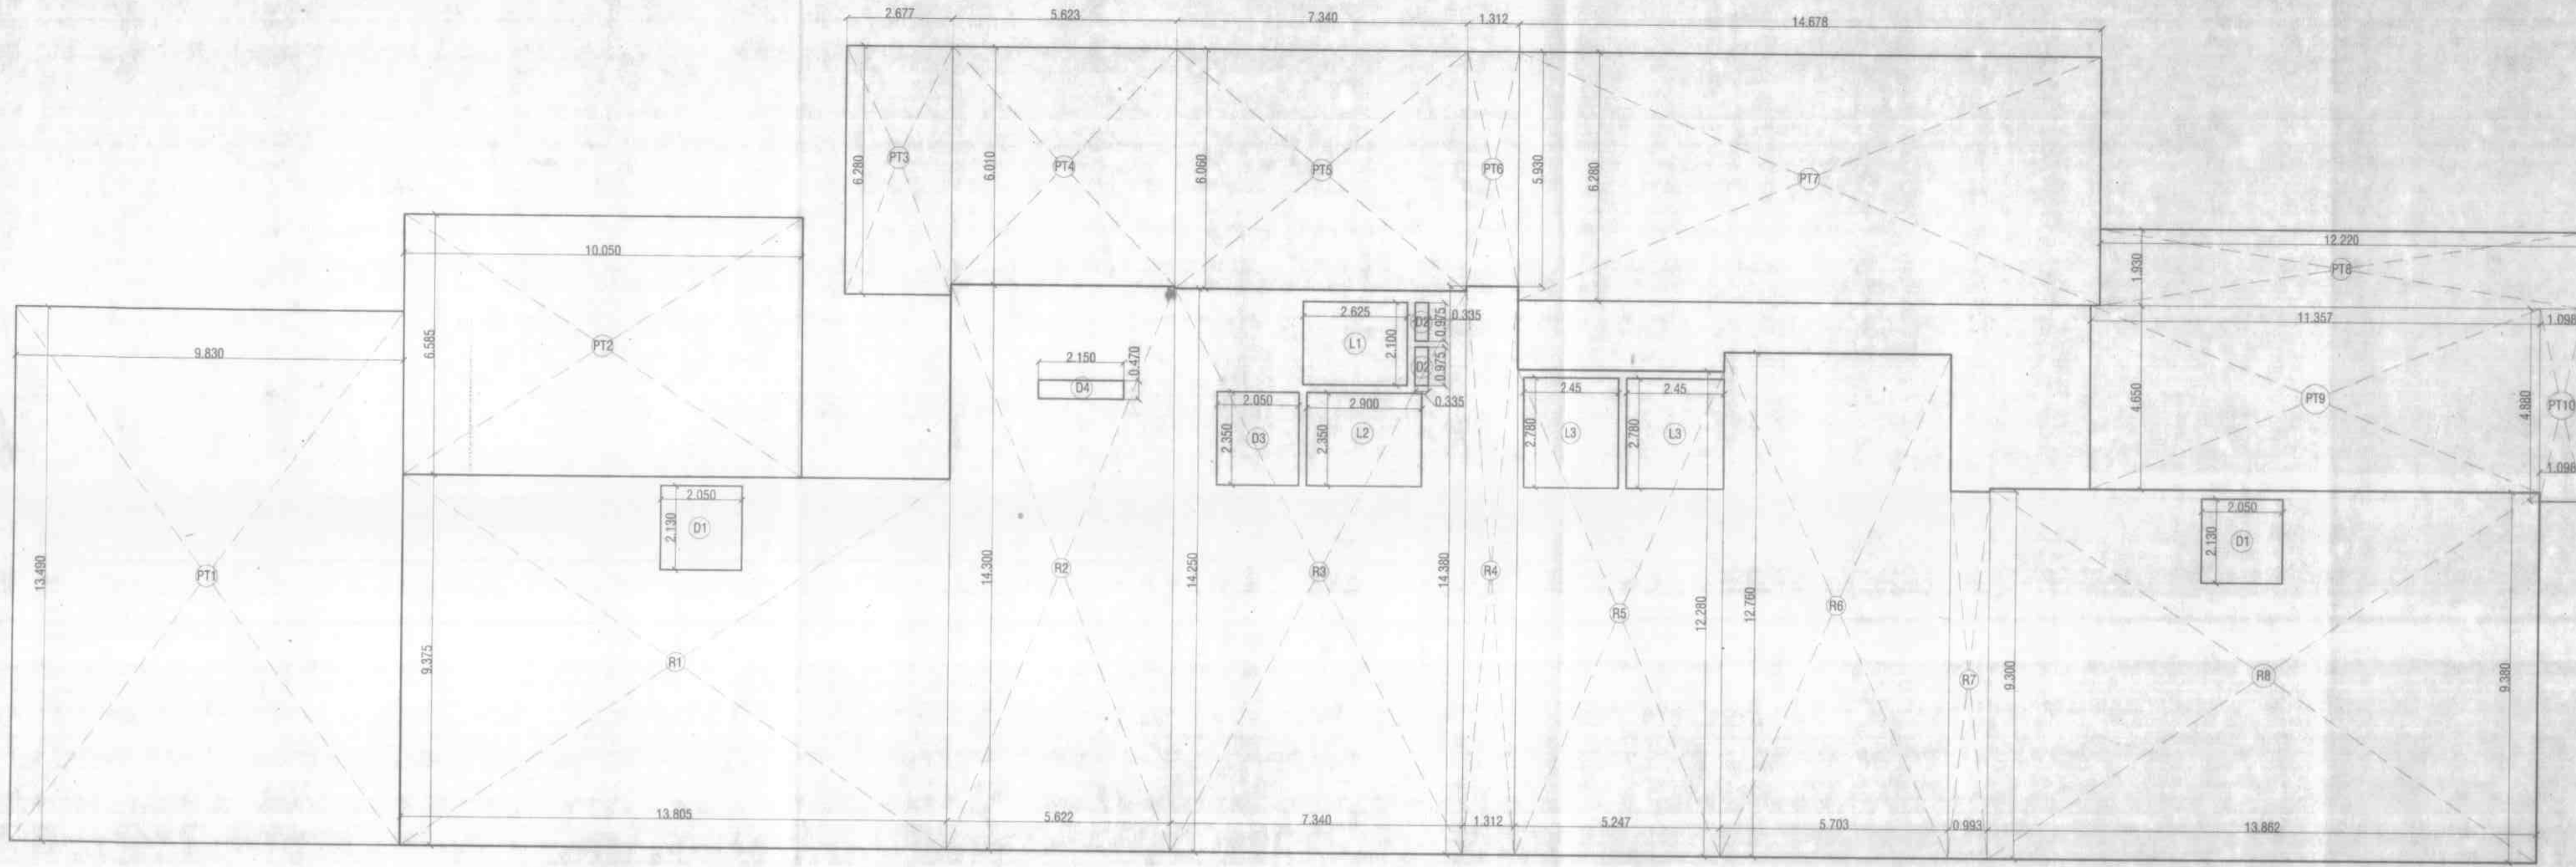 2.677 5.623 7.340 1.312 14.678
6.280 PT3 6.010 PT4 6.060 PT5 PT6 5.930 6.280 PT7
10.050 12.220
1.930 PT8
6.585 PT2
9.830
2.625 D2 0.975 0.335
L1 2.100
11.357 1.098
2.150 0.470 D2 0.975
D4
2.050 2.900 0.335 2.45 2.45
4.650 PT9 4.880 PT10
2.350 D3 2.350 L2 2.780 L3 2.780 L3
1.098
2.050 2.050
2.130 D1 2.130 D1
13.490 PT1 14.300 R2 14.250 R3 14.380 R4
R5 12.280 12.760 R6
9.375 R1 R7 9.300 R8 9.380
13.805 5.622 7.340 1.312 5.247 5.703 0.993 13.862